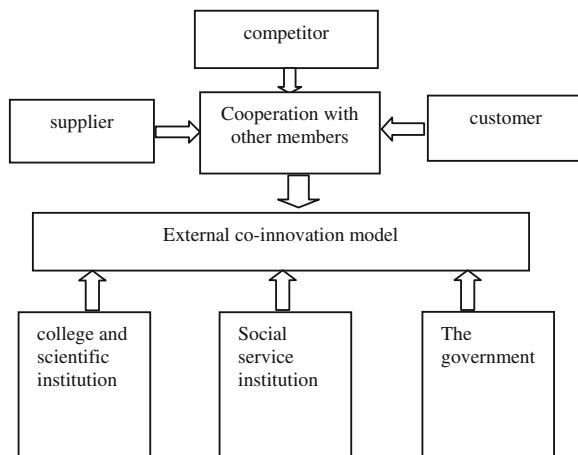 competitor
supplier
Cooperation with
other members
customer
External co-innovation model
college and
scientific
institution
Social
service
institution
The
government